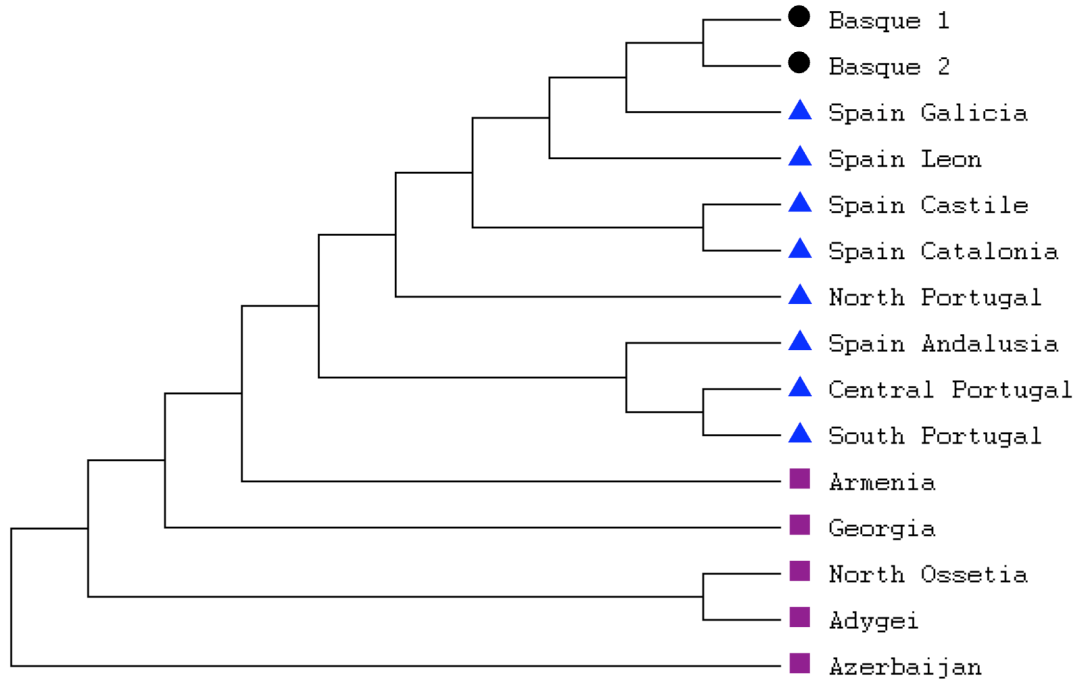 Basque 1
Basque 2
Spain Galicia
Spain Leon
Spain Castile
Spain Catalonia
North Portugal
Spain Andalusia
Central Portugal
South Portugal
Armenia
Georgia
North Ossetia
Adygei
Azerbaijan